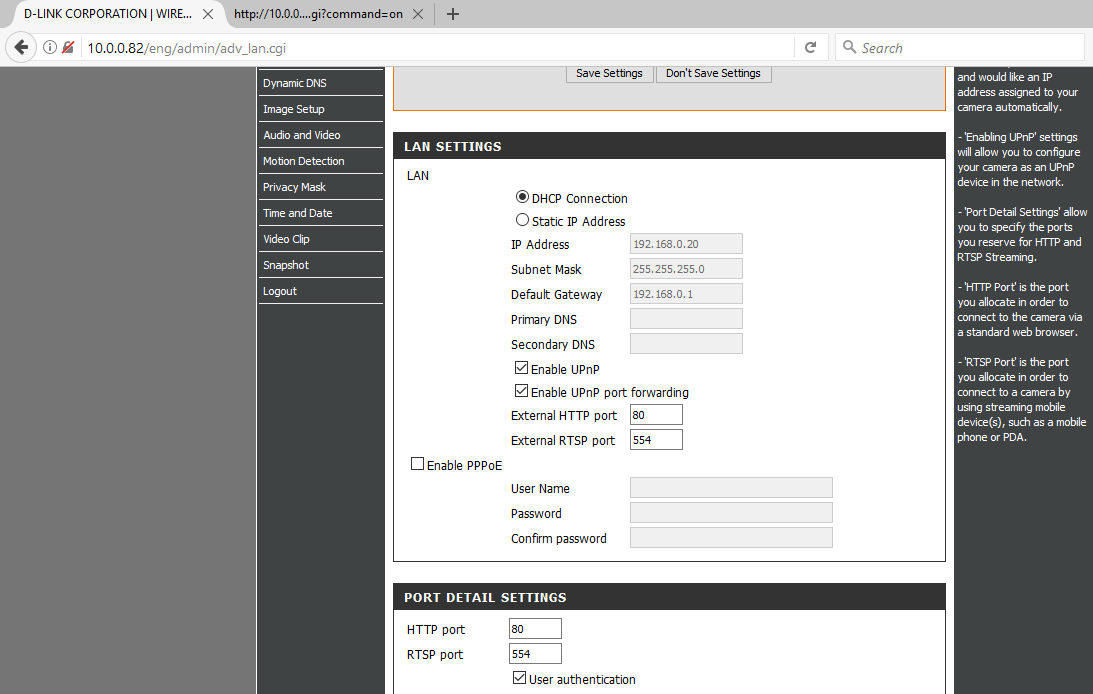 D-LINK CORPORATION | WIRE...
http://10.0.0....gi?command=on
10.0.0.82/eng/admin/adv_lan.cgi
Search
Dynamic DNS
Image Setup
Audio and Video
Motion Detection
Privacy Mask
Time and Date
Video Clip
Snapshot
Logout
Save Settings
Don't Save Settings
LAN SETTINGS
LAN
DHCP Connection
Static IP Address
IP Address 192.168.0.20
Subnet Mask 255.255.255.0
Default Gateway 192.168.0.1
Primary DNS
Secondary DNS
Enable UPnP
Enable UPnP port forwarding
External HTTP port 80
External RTSP port 554
Enable PPPoE
User Name
Password
Confirm password
PORT DETAIL SETTINGS
HTTP port 80
RTSP port 554
User authentication
and would like an IP
address assigned to your
camera automatically.
- 'Enabling UPnP' settings
will allow you to configure
your camera as an UPnP
device in the network.
- 'Port Detail Settings' allow
you to specify the ports
you reserve for HTTP and
RTSP Streaming.
- 'HTTP Port' is the port
you allocate in order to
connect to the camera via
a standard web browser.
- 'RTSP Port' is the port
you allocate in order to
connect to a camera by
using streaming mobile
device(s), such as a mobile
phone or PDA.